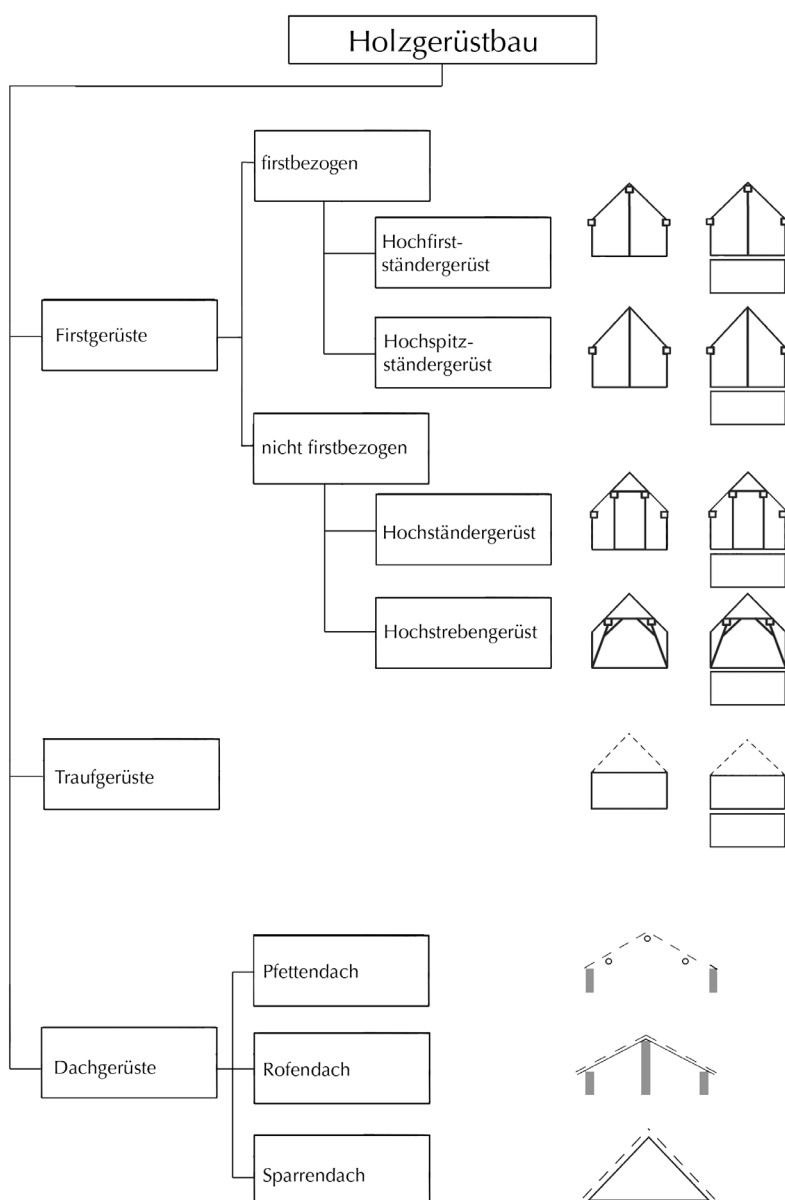 Holzgerüstbau
firstbezogen
Hochfirst-
ständergerüst
Firstgerüste
Hochspitz-
ständergerüst
nicht firstbezogen
Hochständergerüst
Hochstrebengerüst
Traufgerüste
Pfettendach
Dachgerüste
Rofendach
Sparrendach